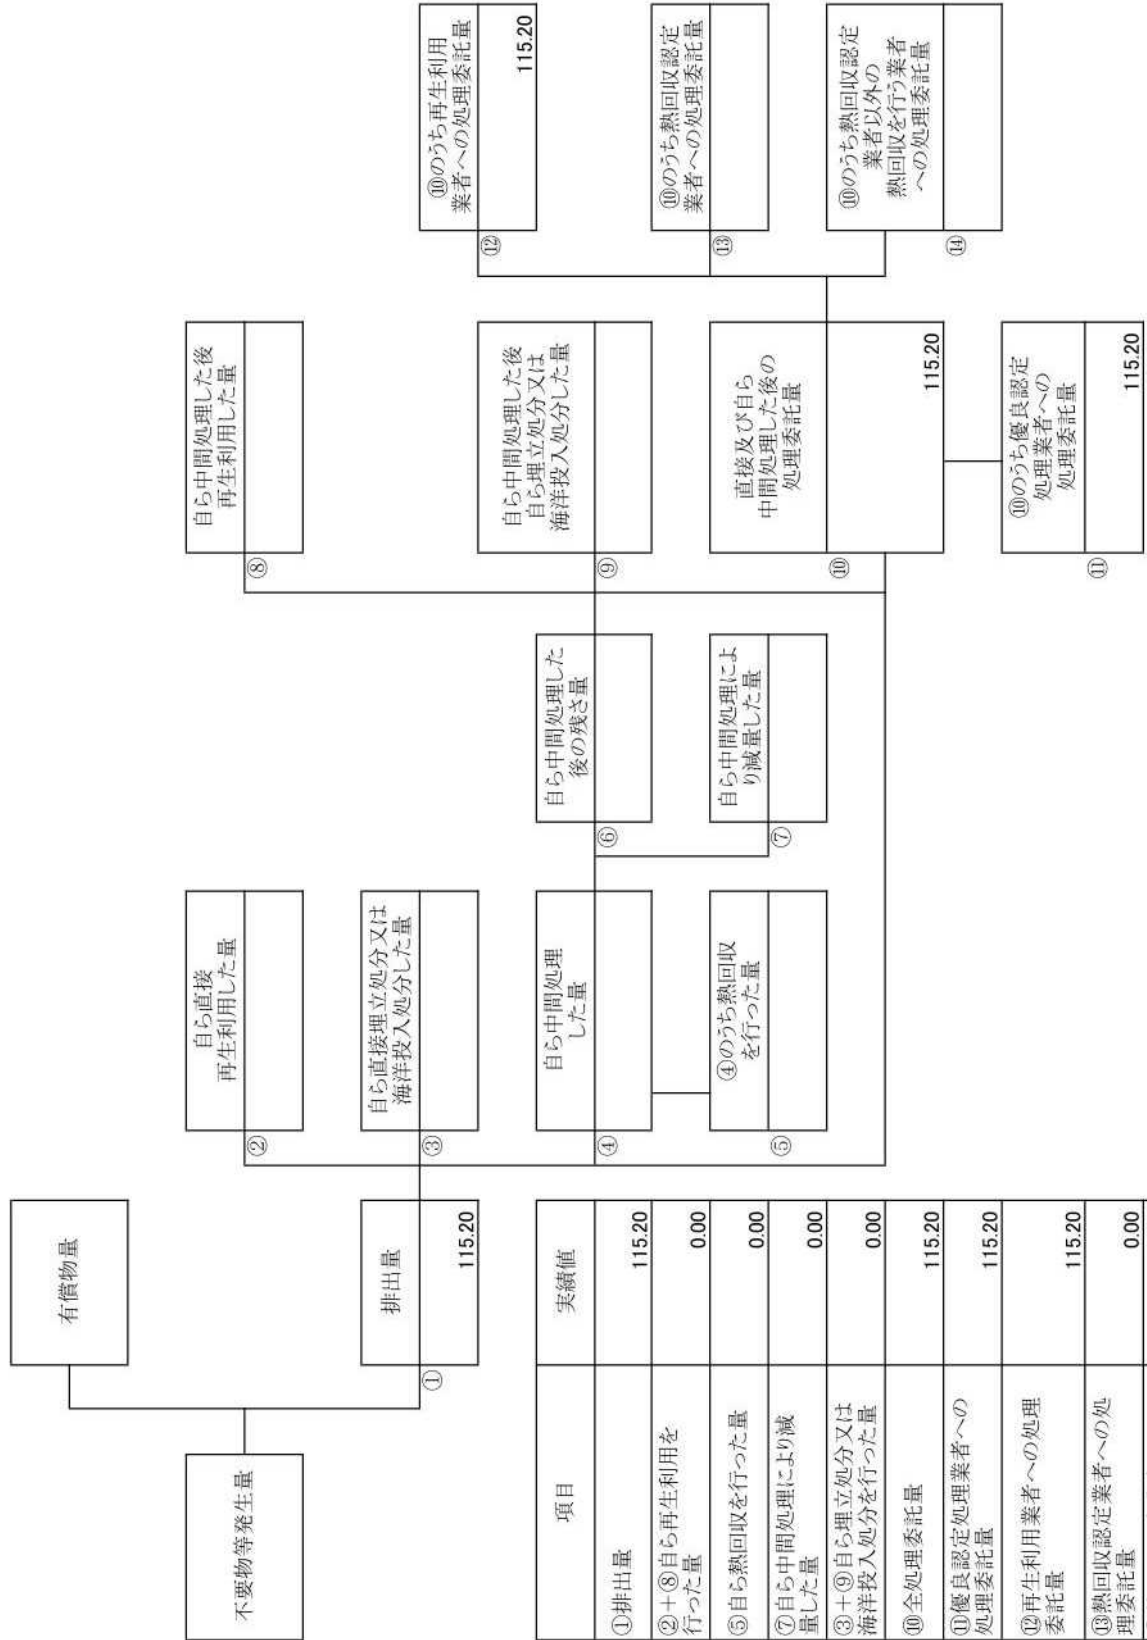 有償物量
不要物等発生量
排出量
①
115.20
自ら直接
再生利用した量
②
自ら直接埋立処分又は
海洋投入処分した量
③
自ら中間処理
した量
④
④のうち熱回収
を行った量
⑤
自ら中間処理した
後の残さ量
⑥
自ら中間処理によ
り減量した量
⑦
自ら中間処理した後
再生利用した量
⑧
自ら中間処理した後
自ら埋立処分又は
海洋投入処分した量
⑨
直接及び自ら
中間処理した後の
処理委託量
⑩
115.20
⑩のうち優良認定
処理業者への
処理委託量
⑪
115.20
⑩のうち再生利用
業者への処理委託量
⑫
115.20
⑩のうち熱回収認定
業者への処理委託量
⑬
⑩のうち熱回収認定
業者以外の
熱回収を行う業者
への処理委託量
⑭
項目
実績値
①排出量
115.20
②+⑧自ら再生利用を
行った量
0.00
⑤自ら熱回収を行った量
0.00
⑦自ら中間処理により減
量した量
0.00
③+⑨自ら埋立処分又は
海洋投入処分を行った量
0.00
⑩全処理委託量
115.20
⑪優良認定処理業者への
処理委託量
115.20
⑫再生利用業者への処理
委託量
115.20
⑬熱回収認定業者への処
理委託量
0.00